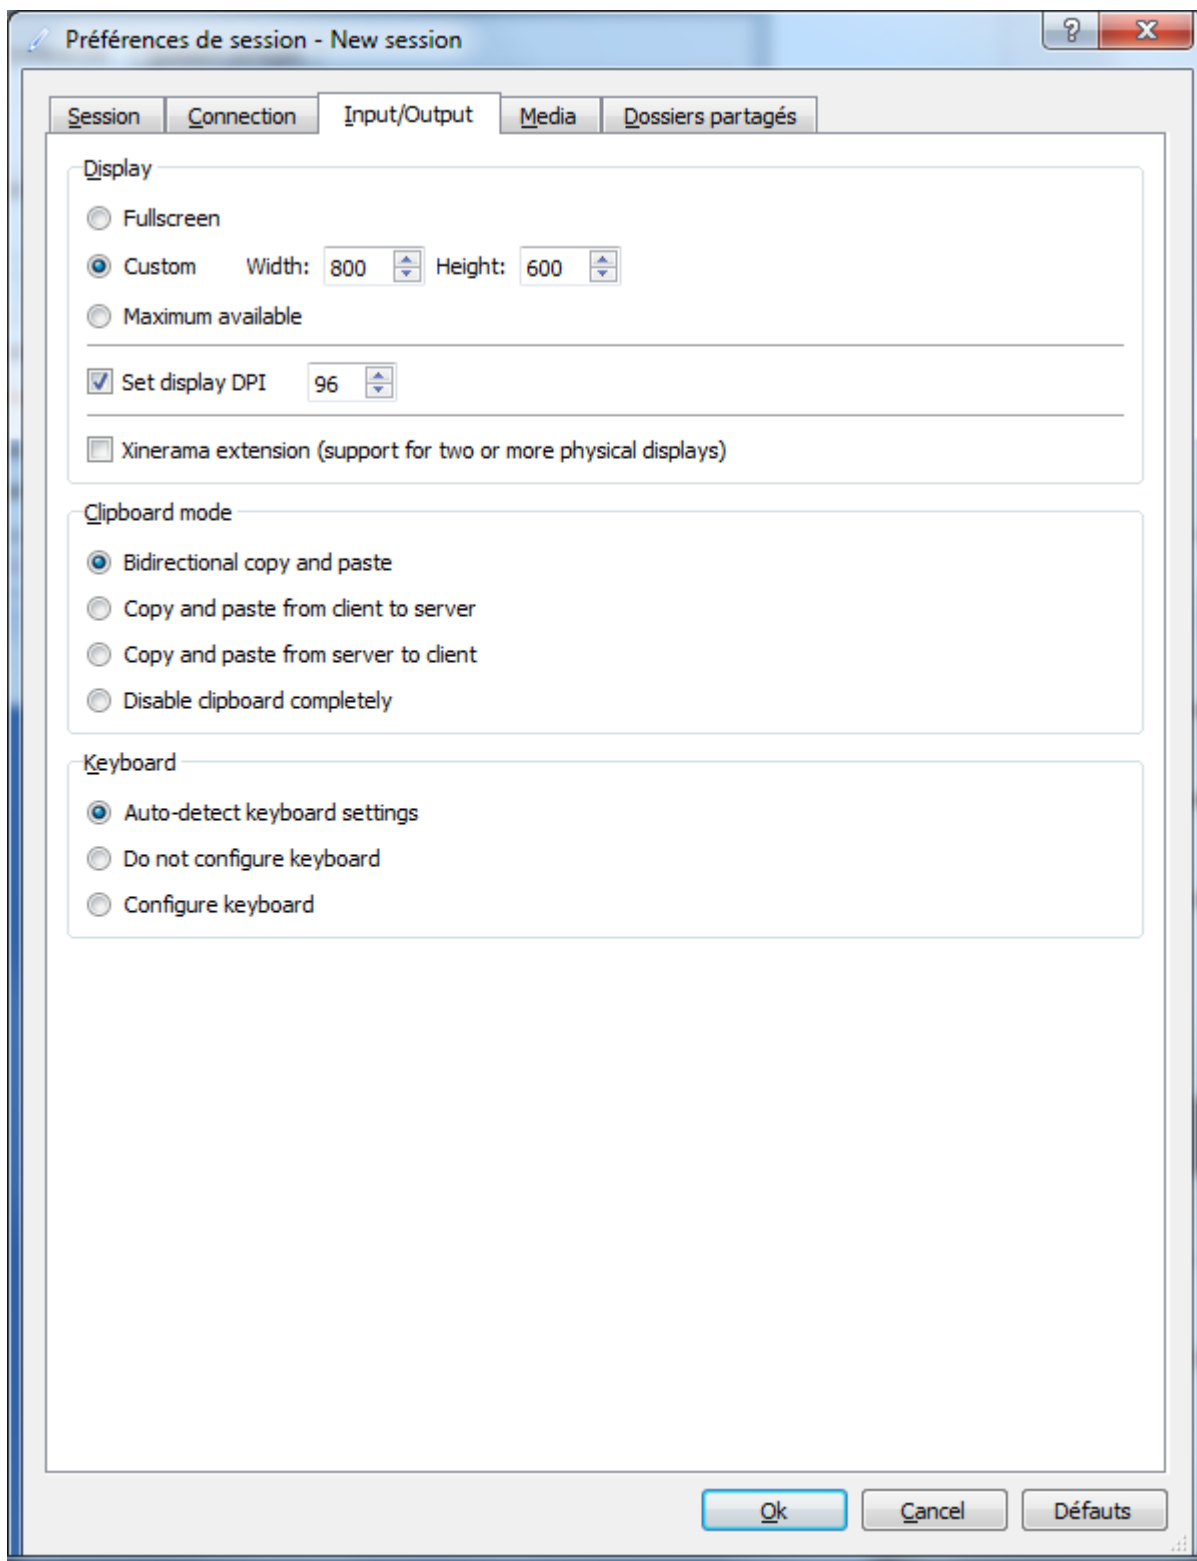 Préférences de session - New session
Session Connection Input/Output Media Dossiers partagés
Display
Fullscreen
Custom Width: 800 Height: 600
Maximum available
Set display DPI 96
Xinerama extension (support for two or more physical displays)
Clipboard mode
Bidirectional copy and paste
Copy and paste from client to server
Copy and paste from server to client
Disable clipboard completely
Keyboard
Auto-detect keyboard settings
Do not configure keyboard
Configure keyboard
Ok Cancel Défauts